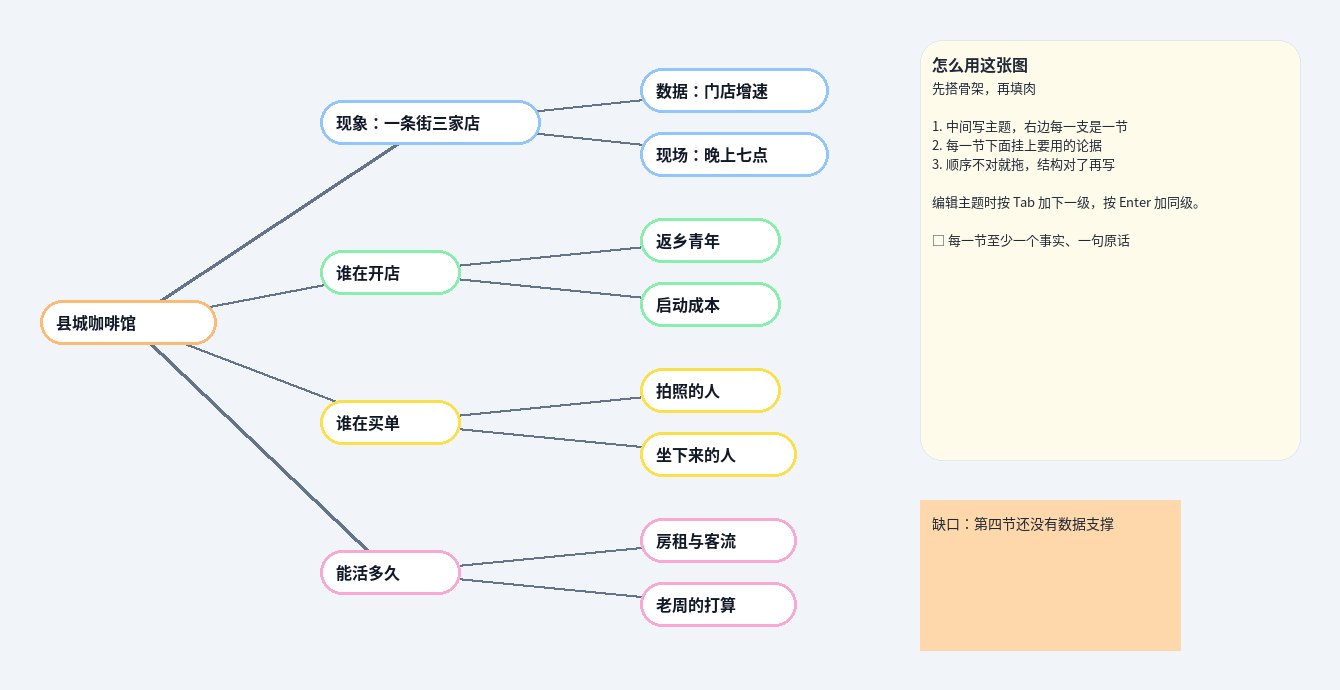 县城咖啡馆
现象：一条街三家店
数据：门店增速
现场：晚上七点
谁在开店
返乡青年
启动成本
谁在买单
拍照的人
坐下来的人
能活多久
房租与客流
老周的打算
怎么用这张图
先搭骨架，再填肉
1. 中间写主题，右边每一支是一节
2. 每一节下面挂上要用的论据
3. 顺序不对就拖，结构对了再写
编辑主题时按 Tab 加下一级，按 Enter 加同级。
☐ 每一节至少一个事实、一句原话
缺口：第四节还没有数据支撑